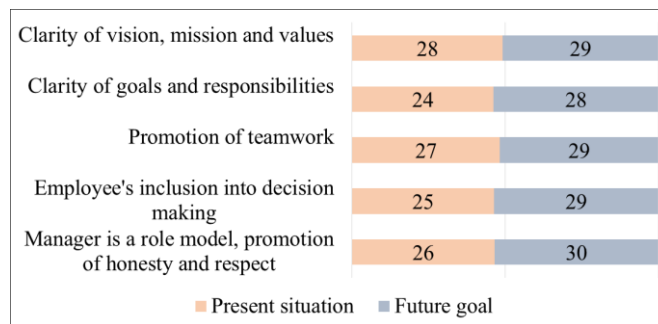 Clarity of vision, mission and values
28 29
Clarity of goals and responsibilities
24 28
Promotion of teamwork
27 29
Employee's inclusion into decision
making
25 29
Manager is a role model, promotion
of honesty and respect
26 30
Present situation Future goal